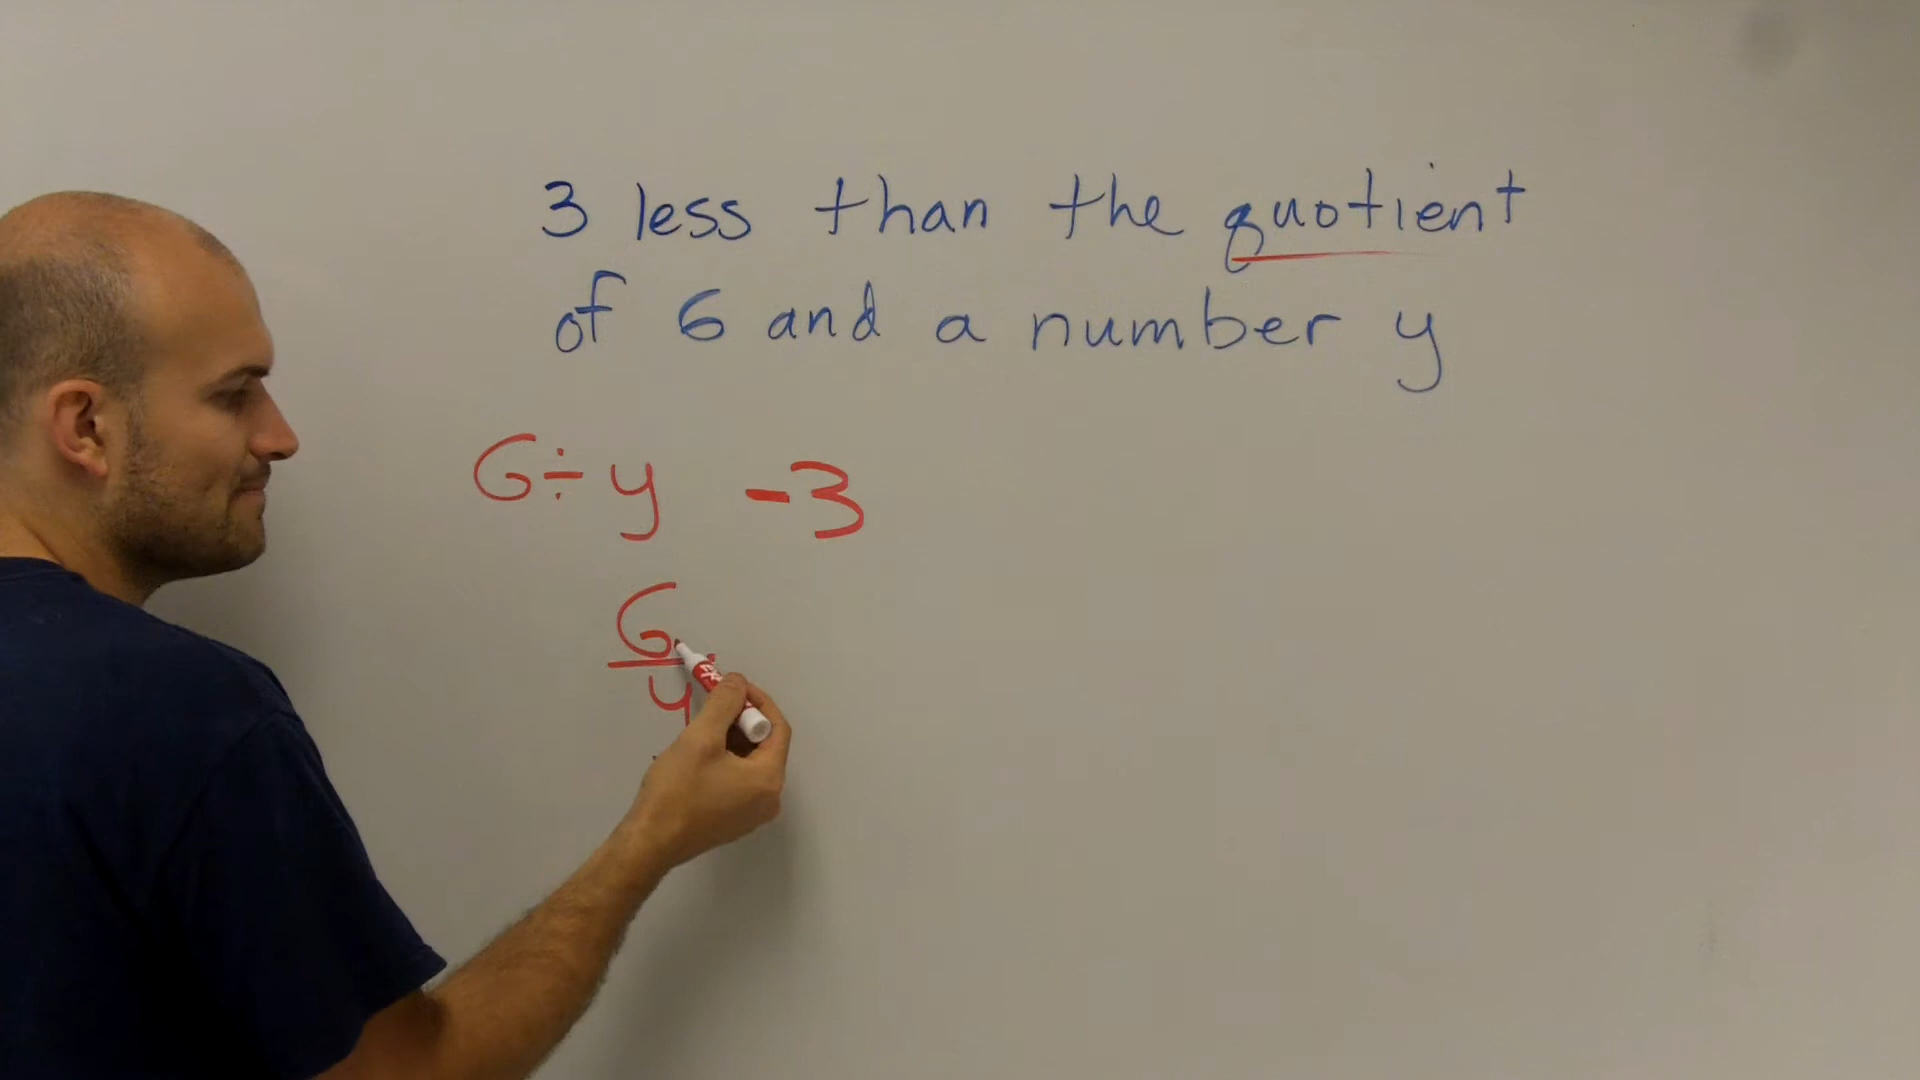 3 less than the quotient
of 6 and a number y
6 ÷ y - 3
6
y